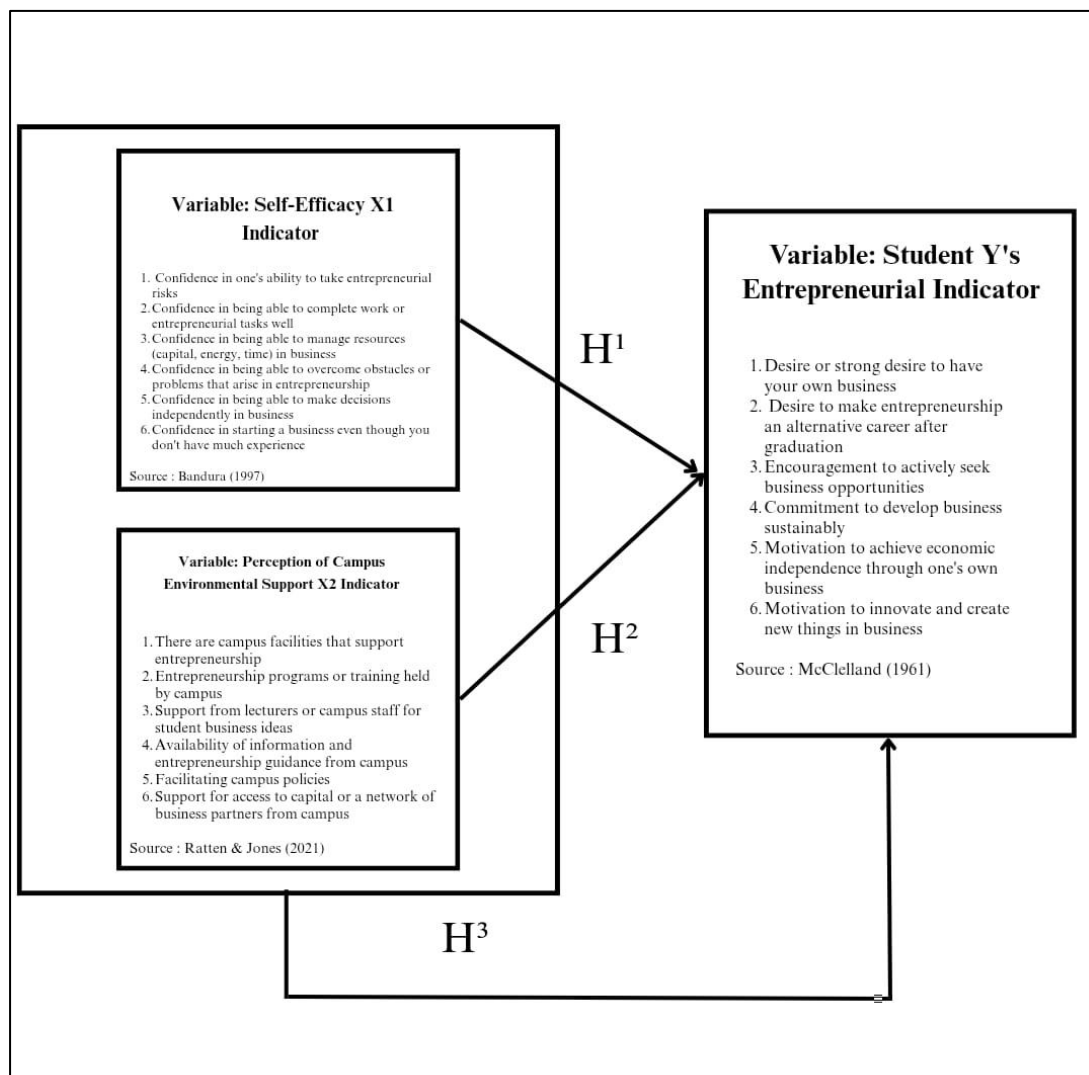 Variable: Self-Efficacy X1
Indicator
1. Confidence in one's ability to take entrepreneurial
risks
2. Confidence in being able to complete work or
entrepreneurial tasks well
3. Confidence in being able to manage resources
(capital, energy, time) in business
4. Confidence in being able to overcome obstacles or
problems that arise in entrepreneurship
5. Confidence in being able to make decisions
independently in business
6. Confidence in starting a business even though you
don't have much experience
Source : Bandura (1997)
Variable: Perception of Campus
Environmental Support X2 Indicator
1. There are campus facilities that support
entrepreneurship
2. Entrepreneurship programs or training held
by campus
3. Support from lecturers or campus staff for
student business ideas
4. Availability of information and
entrepreneurship guidance from campus
5. Facilitating campus policies
6. Support for access to capital or a network of
business partners from campus
Source : Ratten & Jones (2021)
H¹
H²
H³
Variable: Student Y's
Entrepreneurial Indicator
1. Desire or strong desire to have
your own business
2. Desire to make entrepreneurship
an alternative career after
graduation
3. Encouragement to actively seek
business opportunities
4. Commitment to develop business
sustainably
5. Motivation to achieve economic
independence through one's own
business
6. Motivation to innovate and create
new things in business
Source : McClelland (1961)